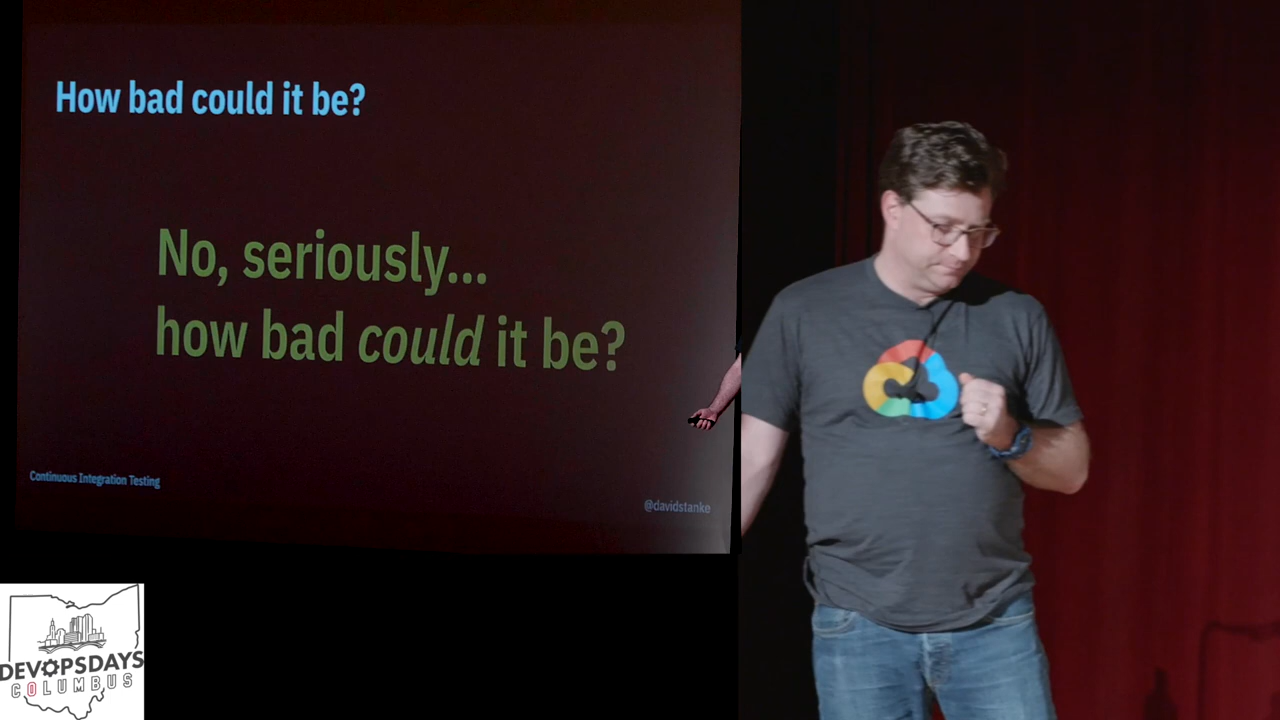 How bad could it be?
No, seriously...
how bad could it be?
Continuous Integration Testing
@davidstanke
DEVOPSDAYS
COLUMBUS